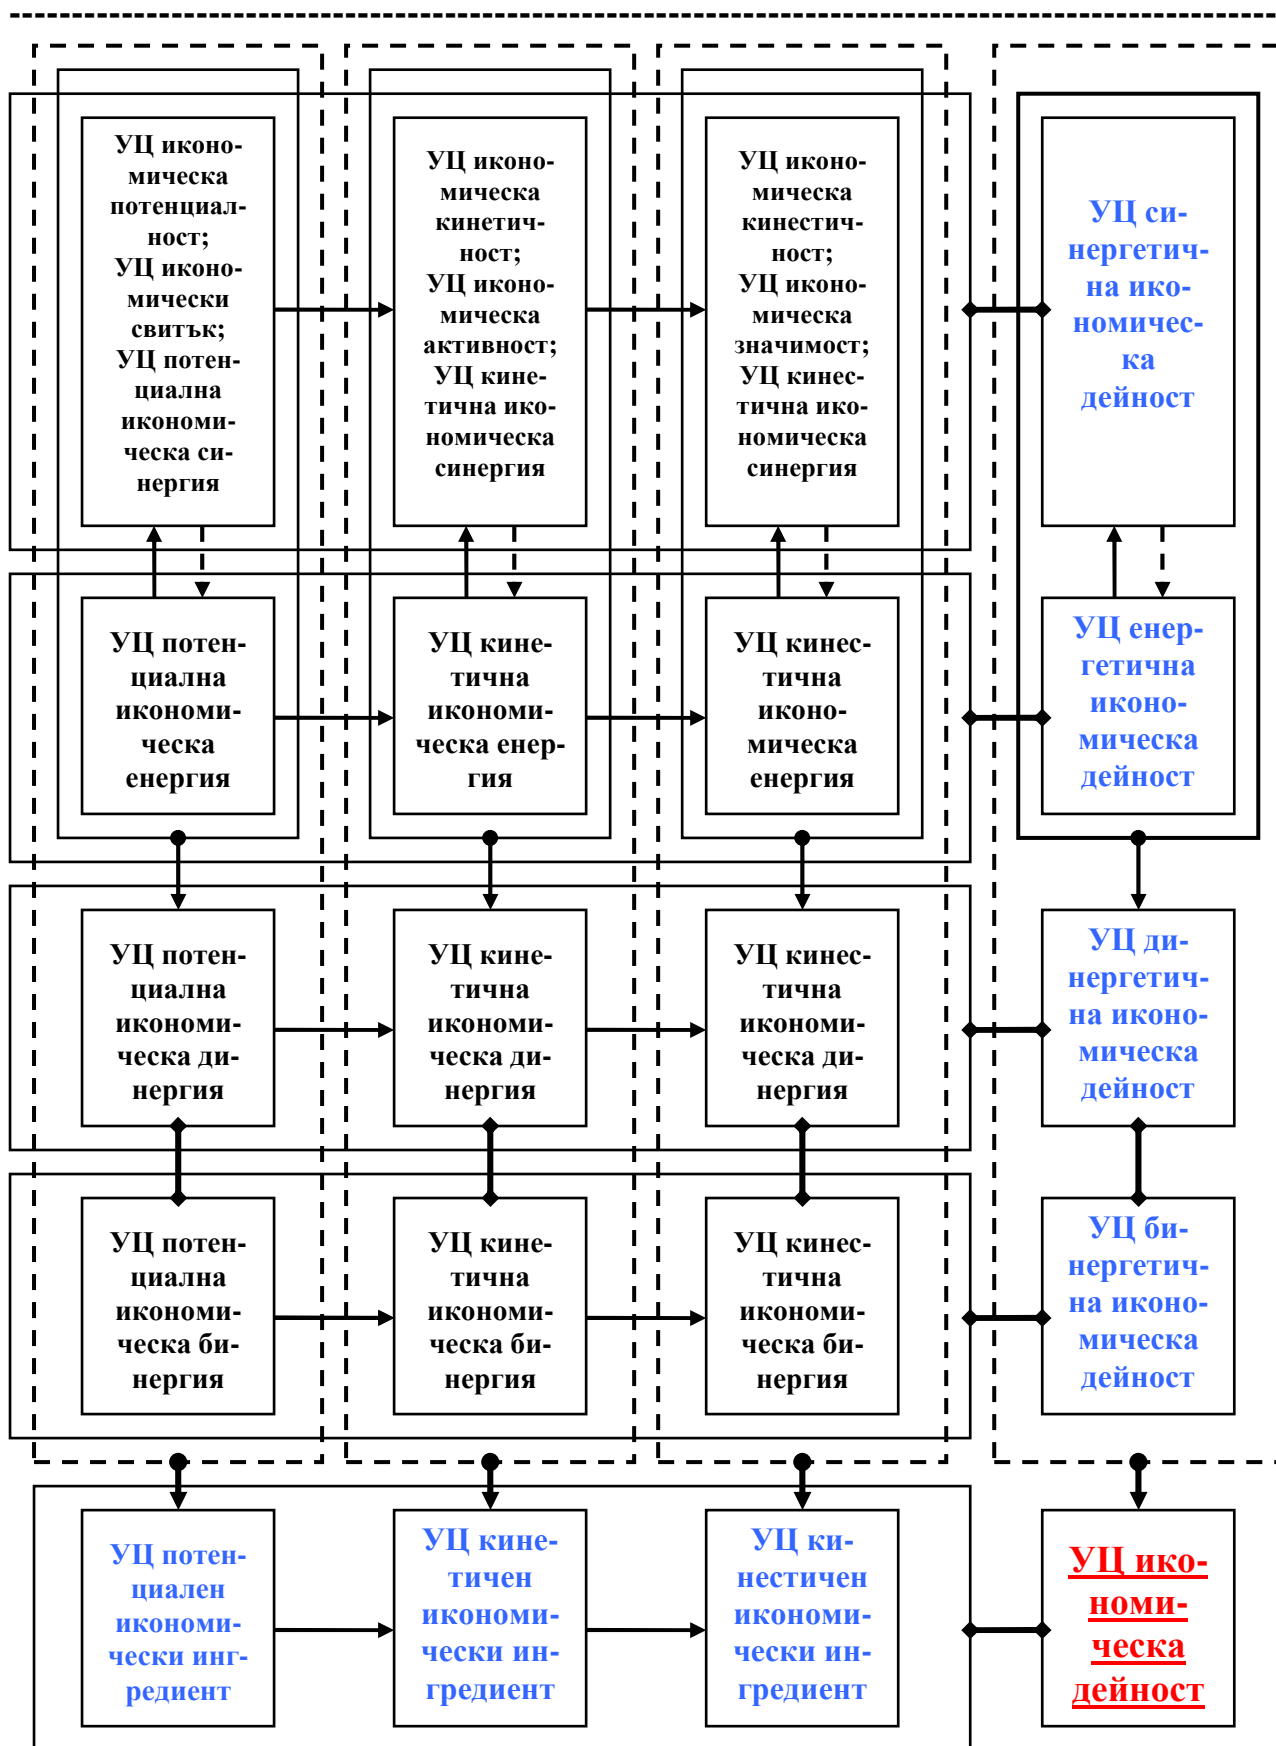 УЦ иконо-
мическа
потенциал-
ност;
УЦ иконо-
мически
свитък;
УЦ потен-
циална
икономи-
ческа си-
нергия
УЦ иконо-
мическа
кинетич-
ност;
УЦ иконо-
мическа
активност;
УЦ кине-
тична ико-
номическа
синергия
УЦ иконо-
мическа
кинестич-
ност;
УЦ иконо-
мическа
значимост;
УЦ кинес-
тична ико-
номическа
синергия
УЦ си-
нергетич-
на ико-
номичес-
ка
дейност
УЦ потен-
циална
икономи-
ческа
енергия
УЦ кине-
тична
икономи-
ческа енер-
гия
УЦ кинес-
тична
иконо-
мическа
енергия
УЦ енер-
гетична
иконо-
мическа
дейност
УЦ потен-
циална
икономи-
ческа ди-
нергия
УЦ кине-
тична
икономи-
ческа ди-
нергия
УЦ кинес-
тична
икономи-
ческа ди-
нергия
УЦ ди-
нергетич-
на иконо-
мическа
дейност
УЦ потен-
циална
икономи-
ческа би-
нергия
УЦ кине-
тична
икономи-
ческа би-
нергия
УЦ кинес-
тична
икономи-
ческа би-
нергия
УЦ би-
нергетич-
на иконо-
мическа
дейност
УЦ потен-
циален
икономи-
чески инг-
редиент
УЦ кине-
тичен
икономи-
чески ин-
гредиент
УЦ ки-
нестичен
икономи-
чески ин-
гредиент
УЦ ико-
номи-
ческа
дейност